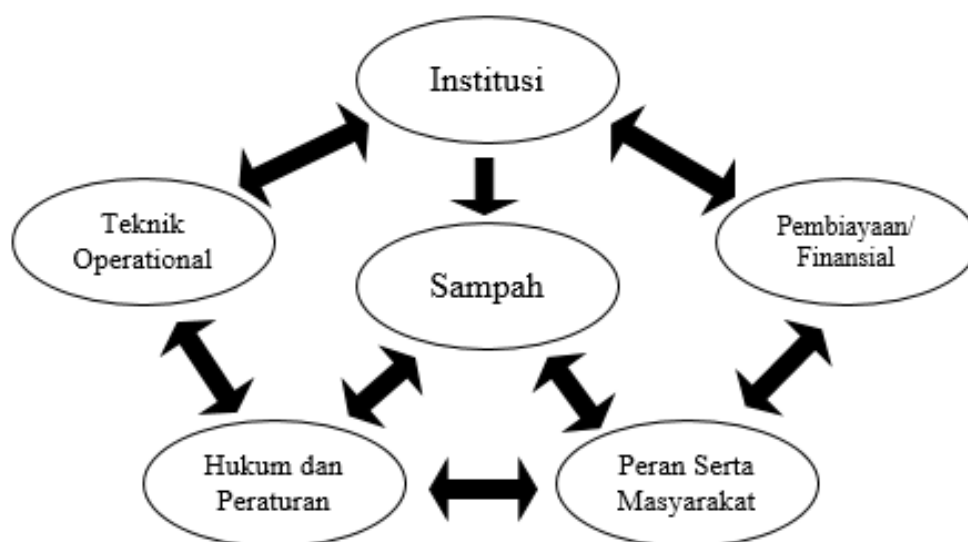 Institusi
Teknik
Operational
Pembiayaan/
Finansial
Sampah
Hukum dan
Peraturan
Peran Serta
Masyarakat